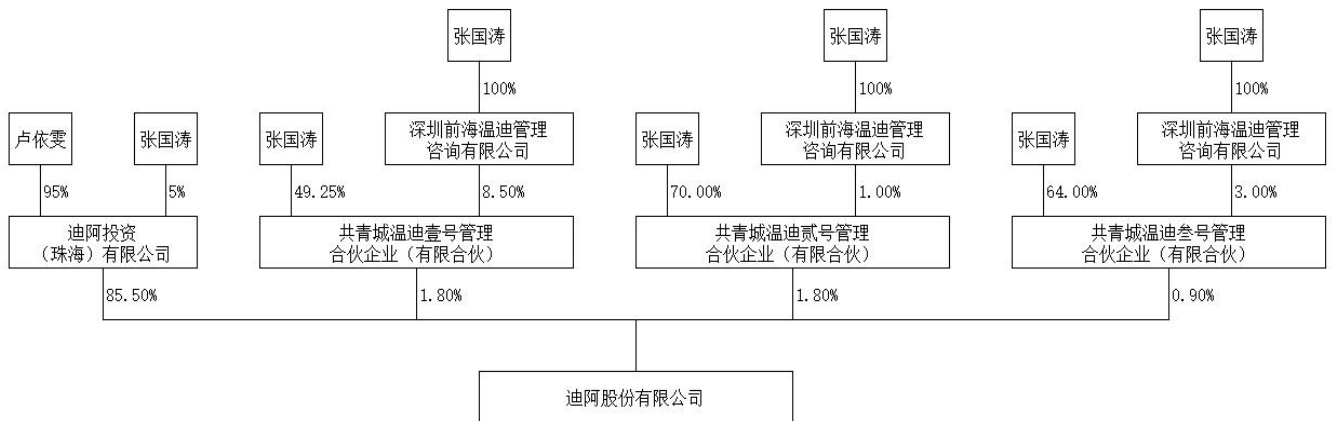 张国涛
张国涛
张国涛
100%
100%
100%
卢依雯
张国涛
张国涛
深圳前海温迪管理
咨询有限公司
张国涛
深圳前海温迪管理
咨询有限公司
张国涛
深圳前海温迪管理
咨询有限公司
95%
5%
49.25%
8.50%
70.00%
1.00%
64.00%
3.00%
迪阿投资
（珠海）有限公司
共青城温迪壹号管理
合伙企业（有限合伙）
共青城温迪贰号管理
合伙企业（有限合伙）
共青城温迪叁号管理
合伙企业（有限合伙）
85.50%
1.80%
1.80%
0.90%
迪阿股份有限公司